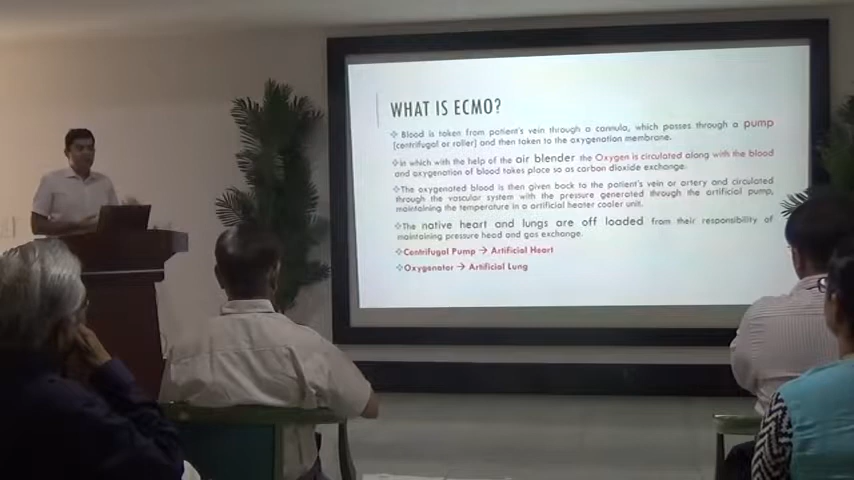 WHAT IS ECMO?
❖Blood is taken from patient's vein through a cannula, which passes through a pump
(centrifugal or roller) and then taken to the oxygenation membrane.
❖in which with the help of the air blender the Oxygen is circulated along with the blood
and oxygenation of blood takes place so as carbon dioxide exchange.
❖The oxygenated blood is then given back to the patient's vein or artery and circulated
through the vascular system with the pressure generated through the artificial pump,
maintaining the temperature in a artificial heater cooler unit.
❖The native heart and lungs are off loaded from their responsibility of
maintaining pressure head and gas exchange.
❖Centrifugal Pump → Artificial Heart
❖Oxygenator → Artificial Lung